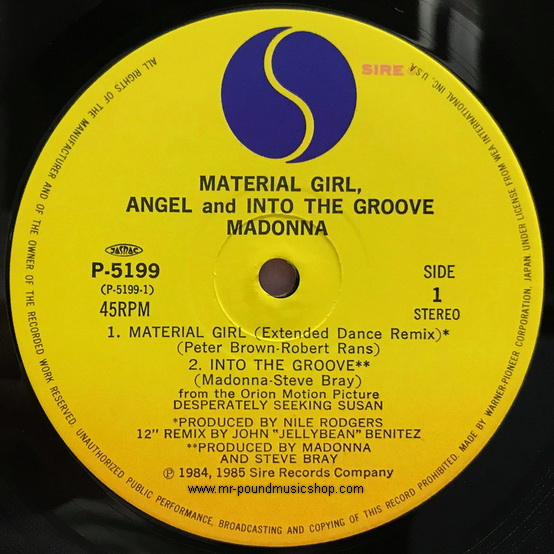 SIRE
MATERIAL GIRL,
ANGEL and INTO THE GROOVE
MADONNA
JASRAC
P-5199
(P-5199-1)
45RPM
SIDE
1
STEREO
1. MATERIAL GIRL (Extended Dance Remix)*
(Peter Brown-Robert Rans)
2. INTO THE GROOVE**
(Madonna-Steve Bray)
from the Orion Motion Picture
DESPERATELY SEEKING SUSAN
*PRODUCED BY NILE RODGERS
12" REMIX BY JOHN "JELLYBEAN" BENITEZ
**PRODUCED BY MADONNA
AND STEVE BRAY
℗ 1984, 1985 Sire Records Company
www.mr-poundmusicshop.com
ALL RIGHTS OF THE MANUFACTURER AND OF THE OWNER OF THE RECORDED WORK RESERVED. UNAUTHORIZED PUBLIC PERFORMANCE, BROADCASTING AND COPYING OF THIS RECORD PROHIBITED. MADE BY WARNER-PIONEER CORPORATION, JAPAN. UNDER LICENSE FROM WEA INTERNATIONAL INC., U.S.A.